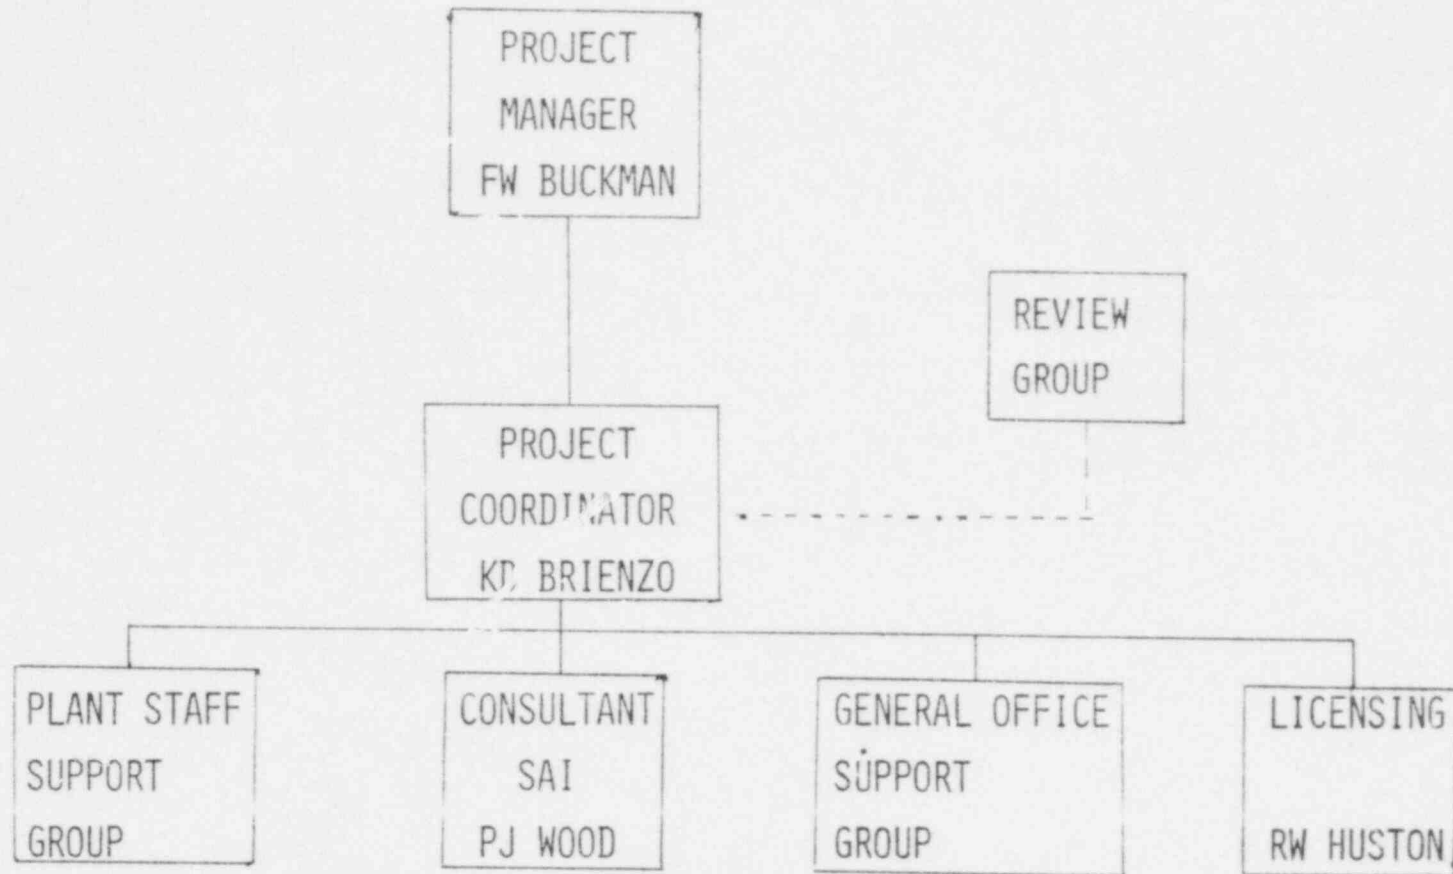 PROJECT
MANAGER
FW BUCKMAN
REVIEW
GROUP
PROJECT
COORDINATOR
KD BRIENZO
PLANT STAFF
SUPPORT
GROUP
CONSULTANT
SAI
PJ WOOD
GENERAL OFFICE
SUPPORT
GROUP
LICENSING
RW HUSTON